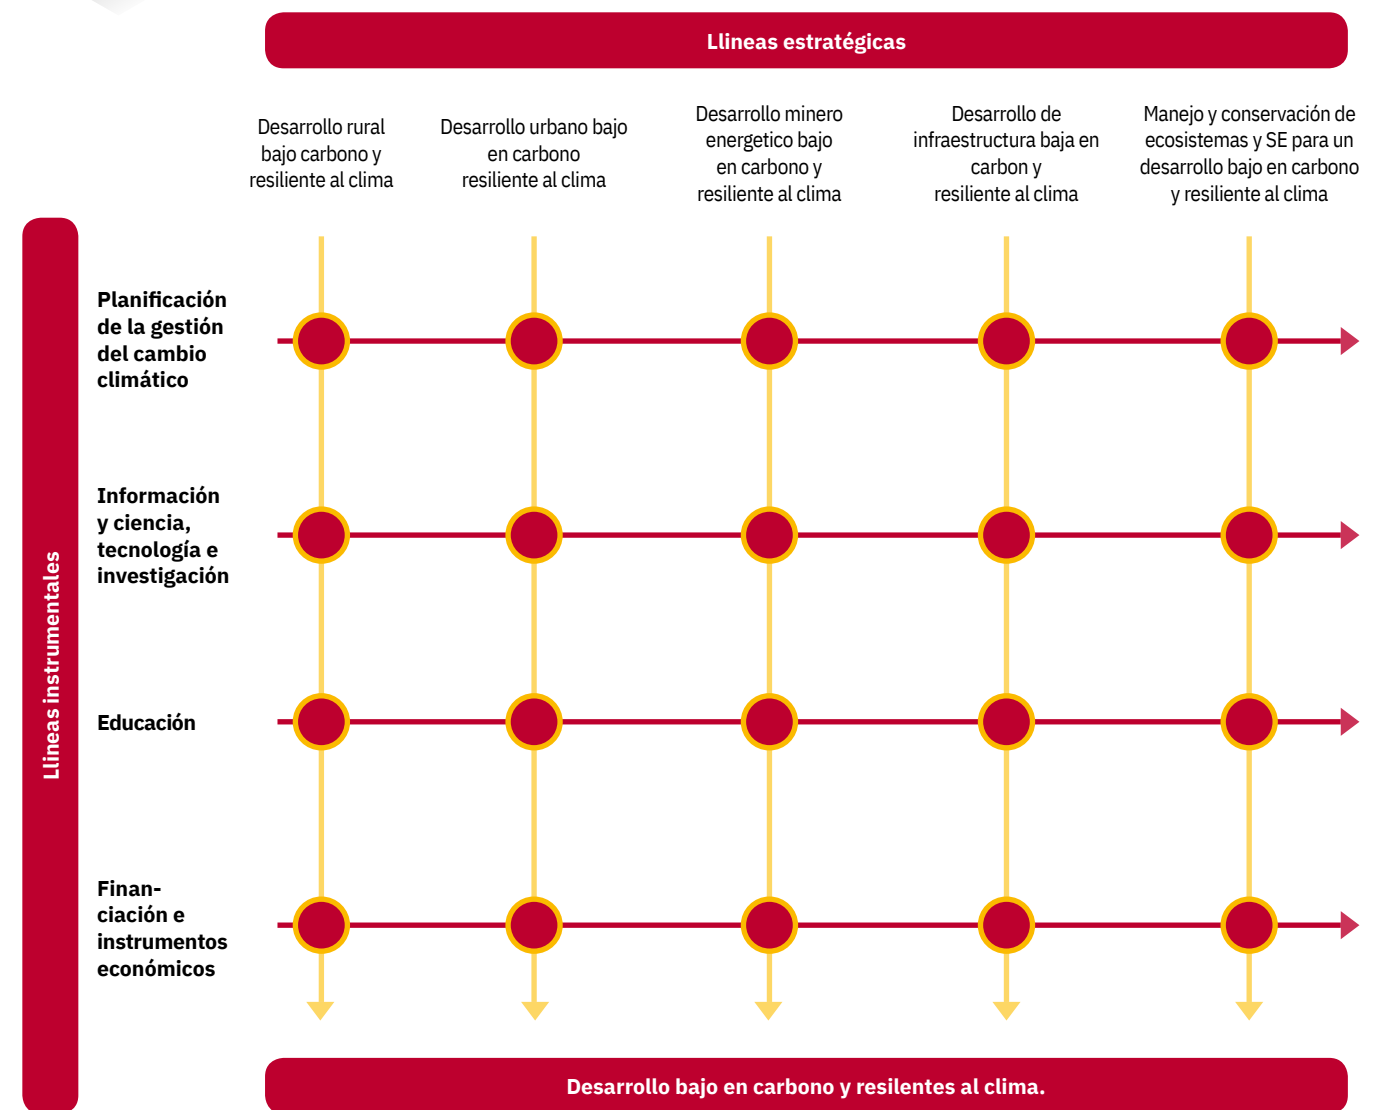 Llineas estratégicas
Desarrollo rural
bajo carbono y
resiliente al clima
Desarrollo urbano bajo
en carbono
resiliente al clima
Desarrollo minero
energetico bajo
en carbono y
resiliente al clima
Desarrollo de
infraestructura baja en
carbon y
resiliente al clima
Manejo y conservación de
ecosistemas y SE para un
desarrollo bajo en carbono
y resiliente al clima
Llineas instrumentales
Planificación
de la gestión
del cambio
climático
Información
y ciencia,
tecnología e
investigación
Educación
Finan-
ciación e
instrumentos
económicos
Desarrollo bajo en carbono y resilentes al clima.